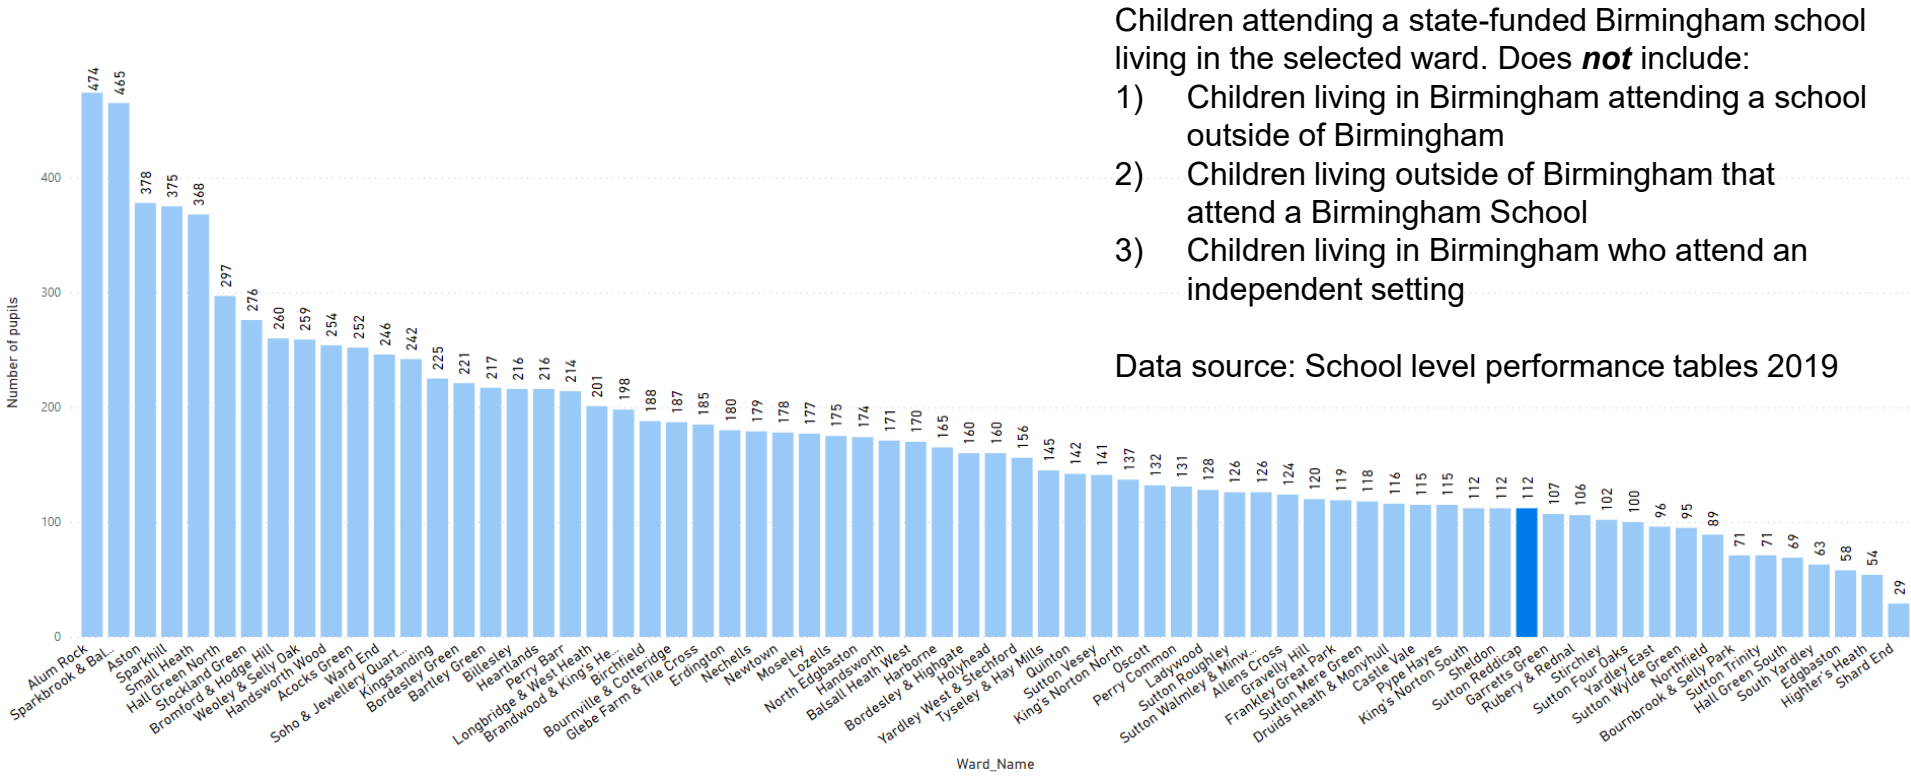 Children attending a state-funded Birmingham school
living in the selected ward. Does not include:
1) Children living in Birmingham attending a school
outside of Birmingham
2) Children living outside of Birmingham that
attend a Birmingham School
3) Children living in Birmingham who attend an
independent setting
Data source: School level performance tables 2019
Number of pupils
400
300
200
100
0
474
465
378
375
368
297
276
260
259
254
252
246
242
225
221
217
216
216
214
201
198
188
187
185
180
179
178
177
175
174
171
170
165
160
160
156
145
142
141
137
132
131
128
126
126
124
120
119
118
116
115
115
112
112
112
107
106
102
100
96
95
89
71
71
69
63
58
54
29
Alum Rock
Sparkbrook & Bal...
Aston
Sparkhill
Small Heath
Hall Green North
Stockland Green
Bromford & Hodge Hill
Weoley & Selly Oak
Handsworth Wood
Acocks Green
Ward End
Soho & Jewellery Quart...
Kingstanding
Bordesley Green
Bartley Green
Billesley
Heartlands
Perry Barr
Longbridge & West Heath
Brandwood & King's He...
Birchfield
Bournville & Cotteridge
Glebe Farm & Tile Cross
Erdington
Nechells
Newtown
Moseley
Lozells
North Edgbaston
Handsworth
Balsall Heath West
Harborne
Bordesley & Highgate
Holyhead
Yardley West & Stechford
Tyseley & Hay Mills
Quinton
Sutton Vesey
King's Norton North
Oscott
Perry Common
Ladywood
Sutton Roughley
Sutton Walmley & Minw...
Allens Cross
Gravelly Hill
Frankley Great Park
Sutton Mere Green
Druids Heath & Monyhull
Castle Vale
Pype Hayes
King's Norton South
Sheldon
Sutton Reddicap
Garretts Green
Rubery & Rednal
Stirchley
Sutton Four Oaks
Yardley East
Sutton Wylde Green
Northfield
Bournbrook & Selly Park
Sutton Trinity
Hall Green South
South Yardley
Edgbaston
Highter's Heath
Shard End
Ward_Name